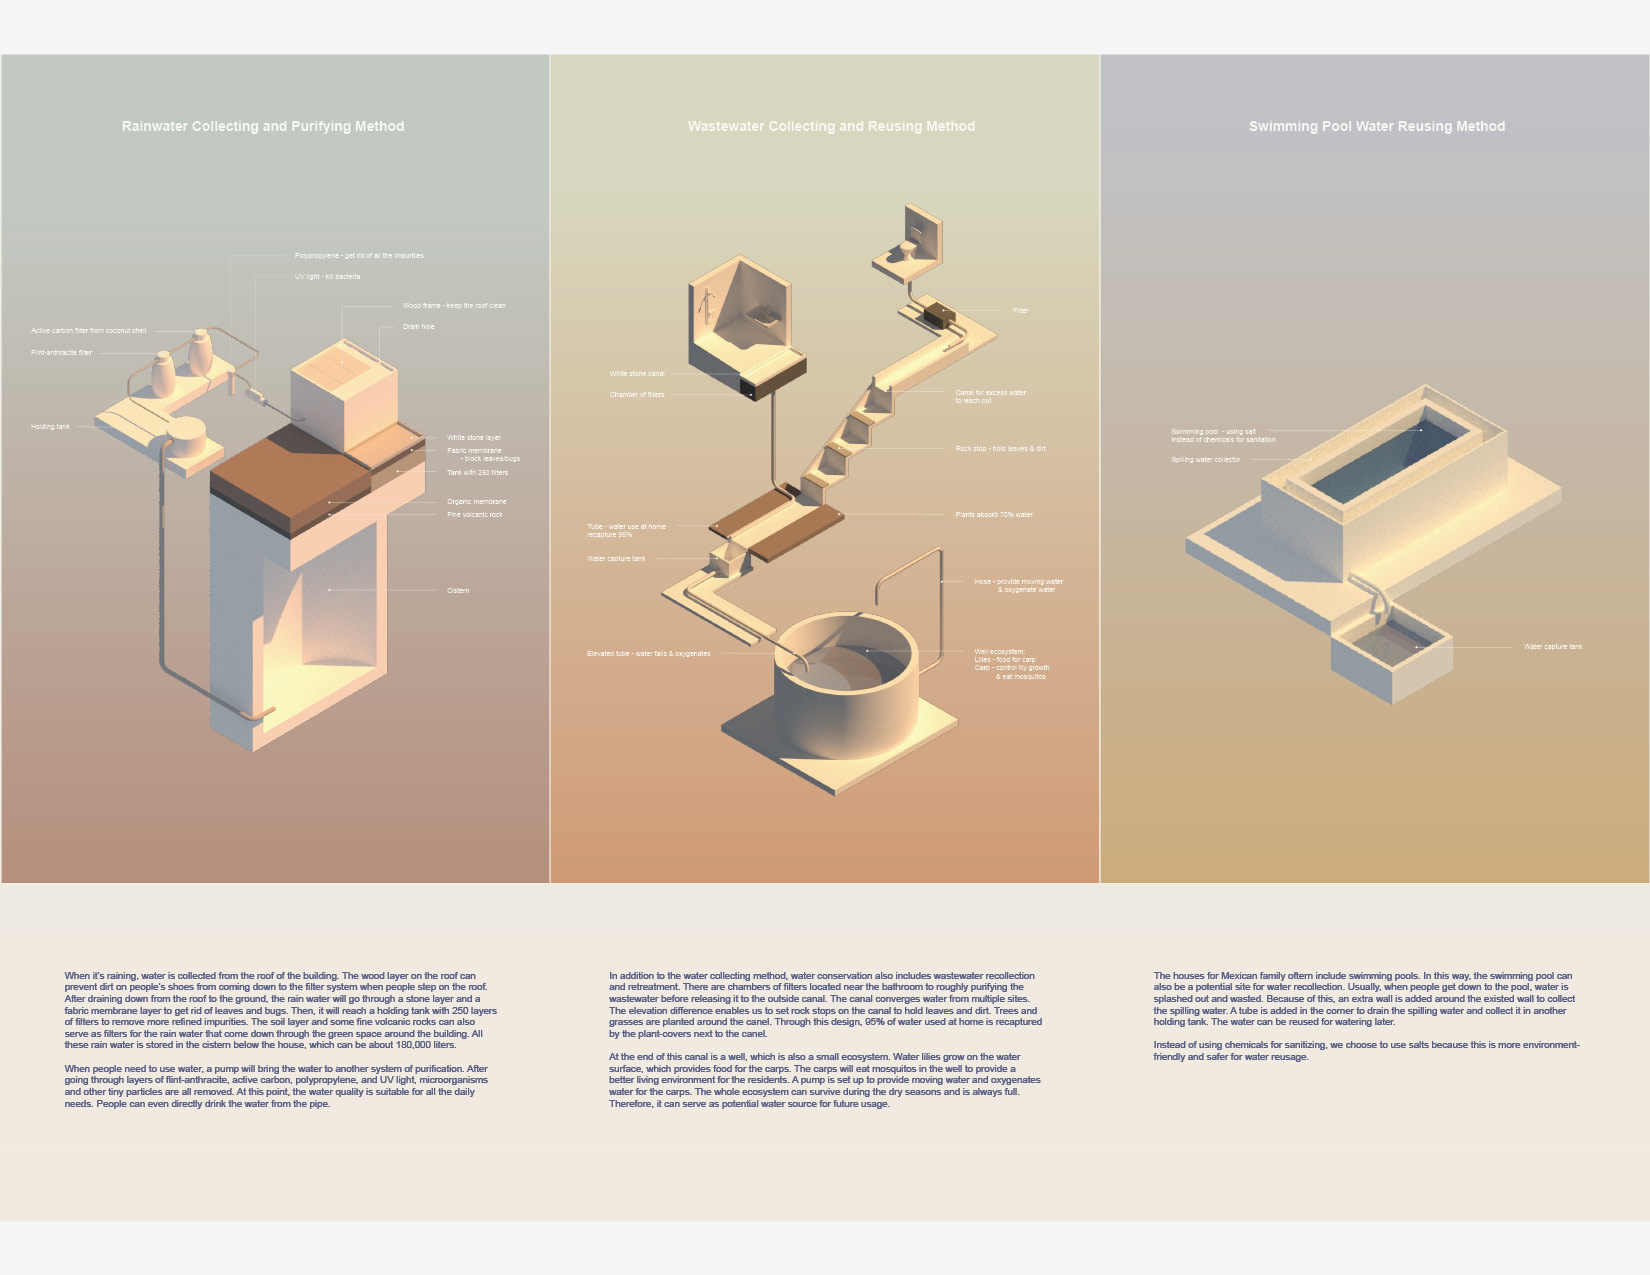 Rainwater Collecting and Purifying Method
Polypropylene - get rid of all the impurities
UV light - kill bacteria
Wood frame - keep the roof clean
Drain hole
Active carbon filter from coconut shell
Flint-anthracite filter
Holding tank
White stone layer
Fabric membrane
- block leaves/bugs
Tank with 250 filters
Organic membrane
Fine volcanic rock
Cistern
Wastewater Collecting and Reusing Method
Filter
White stone canal
Chamber of filters
Canal for excess water
to leach out
Rock stop - hold leaves & dirt
Plants absorb 70% water
Tube - water use at home
recapture 95%
Water capture tank
Hose - provide moving water
& oxygenate water
Elevated tube - water falls & oxygenates
Well ecosystem:
Lilies - food for carp
Carp - control lily growth
& eat mosquitos
Swimming Pool Water Reusing Method
Swimming pool - using salt
instead of chemicals for sanitation
Spilling water collector
Water capture tank
When it's raining, water is collected from the roof of the building. The wood layer on the roof can
prevent dirt on people's shoes from coming down to the filter system when people step on the roof.
After draining down from the roof to the ground, the rain water will go through a stone layer and a
fabric membrane layer to get rid of leaves and bugs. Then, it will reach a holding tank with 250 layers
of filters to remove more refined impurities. The soil layer and some fine volcanic rocks can also
serve as filters for the rain water that come down through the green space around the building. All
these rain water is stored in the cistern below the house, which can be about 180,000 liters.
When people need to use water, a pump will bring the water to another system of purification. After
going through layers of flint-anthracite, active carbon, polypropylene, and UV light, microorganisms
and other tiny particles are all removed. At this point, the water quality is suitable for all the daily
needs. People can even directly drink the water from the pipe.
In addition to the water collecting method, water conservation also includes wastewater recollection
and retreatment. There are chambers of filters located near the bathroom to roughly purifying the
wastewater before releasing it to the outside canal. The canal converges water from multiple sites.
The elevation difference enables us to set rock stops on the canal to hold leaves and dirt. Trees and
grasses are planted around the canal. Through this design, 95% of water used at home is recaptured
by the plant-covers next to the canal.
At the end of this canal is a well, which is also a small ecosystem. Water lilies grow on the water
surface, which provides food for the carps. The carps will eat mosquitos in the well to provide a
better living environment for the residents. A pump is set up to provide moving water and oxygenates
water for the carps. The whole ecosystem can survive during the dry seasons and is always full.
Therefore, it can serve as potential water source for future usage.
The houses for Mexican family oftern include swimming pools. In this way, the swimming pool can
also be a potential site for water recollection. Usually, when people get down to the pool, water is
splashed out and wasted. Because of this, an extra wall is added around the existed wall to collect
the spilling water. A tube is added in the corner to drain the spilling water and collect it in another
holding tank. The water can be reused for watering later.
Instead of using chemicals for sanitizing, we choose to use salts because this is more environment-
friendly and safer for water reusage.